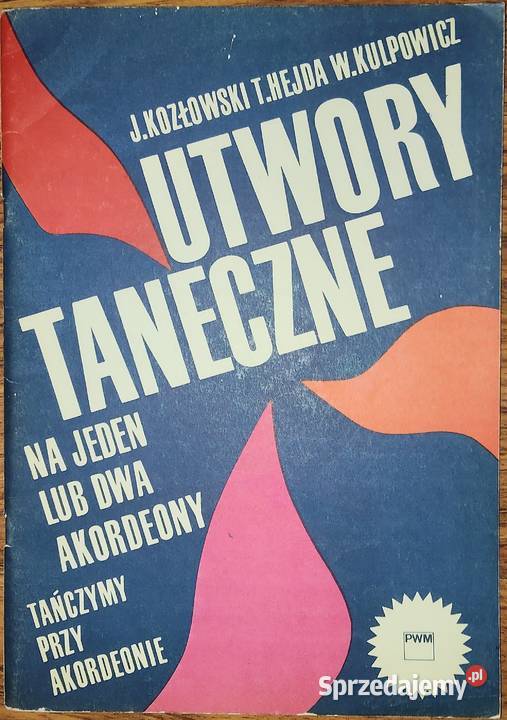 J.KOZŁOWSKI T.HEJDA W.KULPOWICZ
UTWORY
TANECZNE
NA JEDEN
LUB DWA
AKORDEONY
TAŃCZYMY
PRZY
AKORDEONIE
PWM
Sprzedajemy.pl